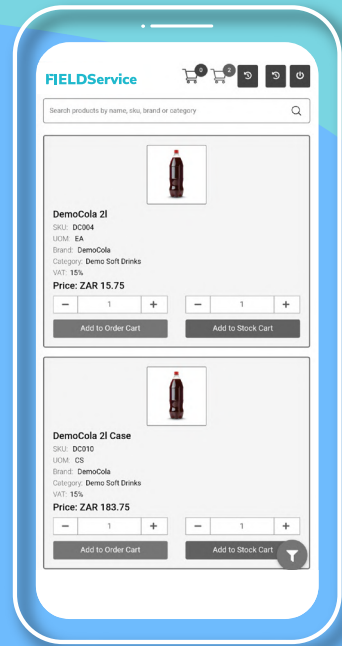 FIELDService
0
2
Search products by name, sku, brand or category
DemoCola 2l
SKU: DC004
UOM: EA
Brand: DemoCola
Category: Demo Soft Drinks
VAT: 15%
Price: ZAR 15.75
− 1 + − 1 +
Add to Order Cart Add to Stock Cart
DemoCola 2l Case
SKU: DC010
UOM: CS
Brand: DemoCola
Category: Demo Soft Drinks
VAT: 15%
Price: ZAR 183.75
− 1 + − 1 +
Add to Order Cart Add to Stock Cart